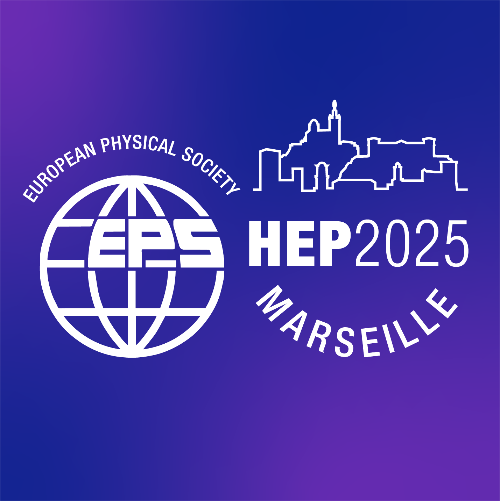 EUROPEAN PHYSICAL SOCIETY
EPS
HEP2025
MARSEILLE